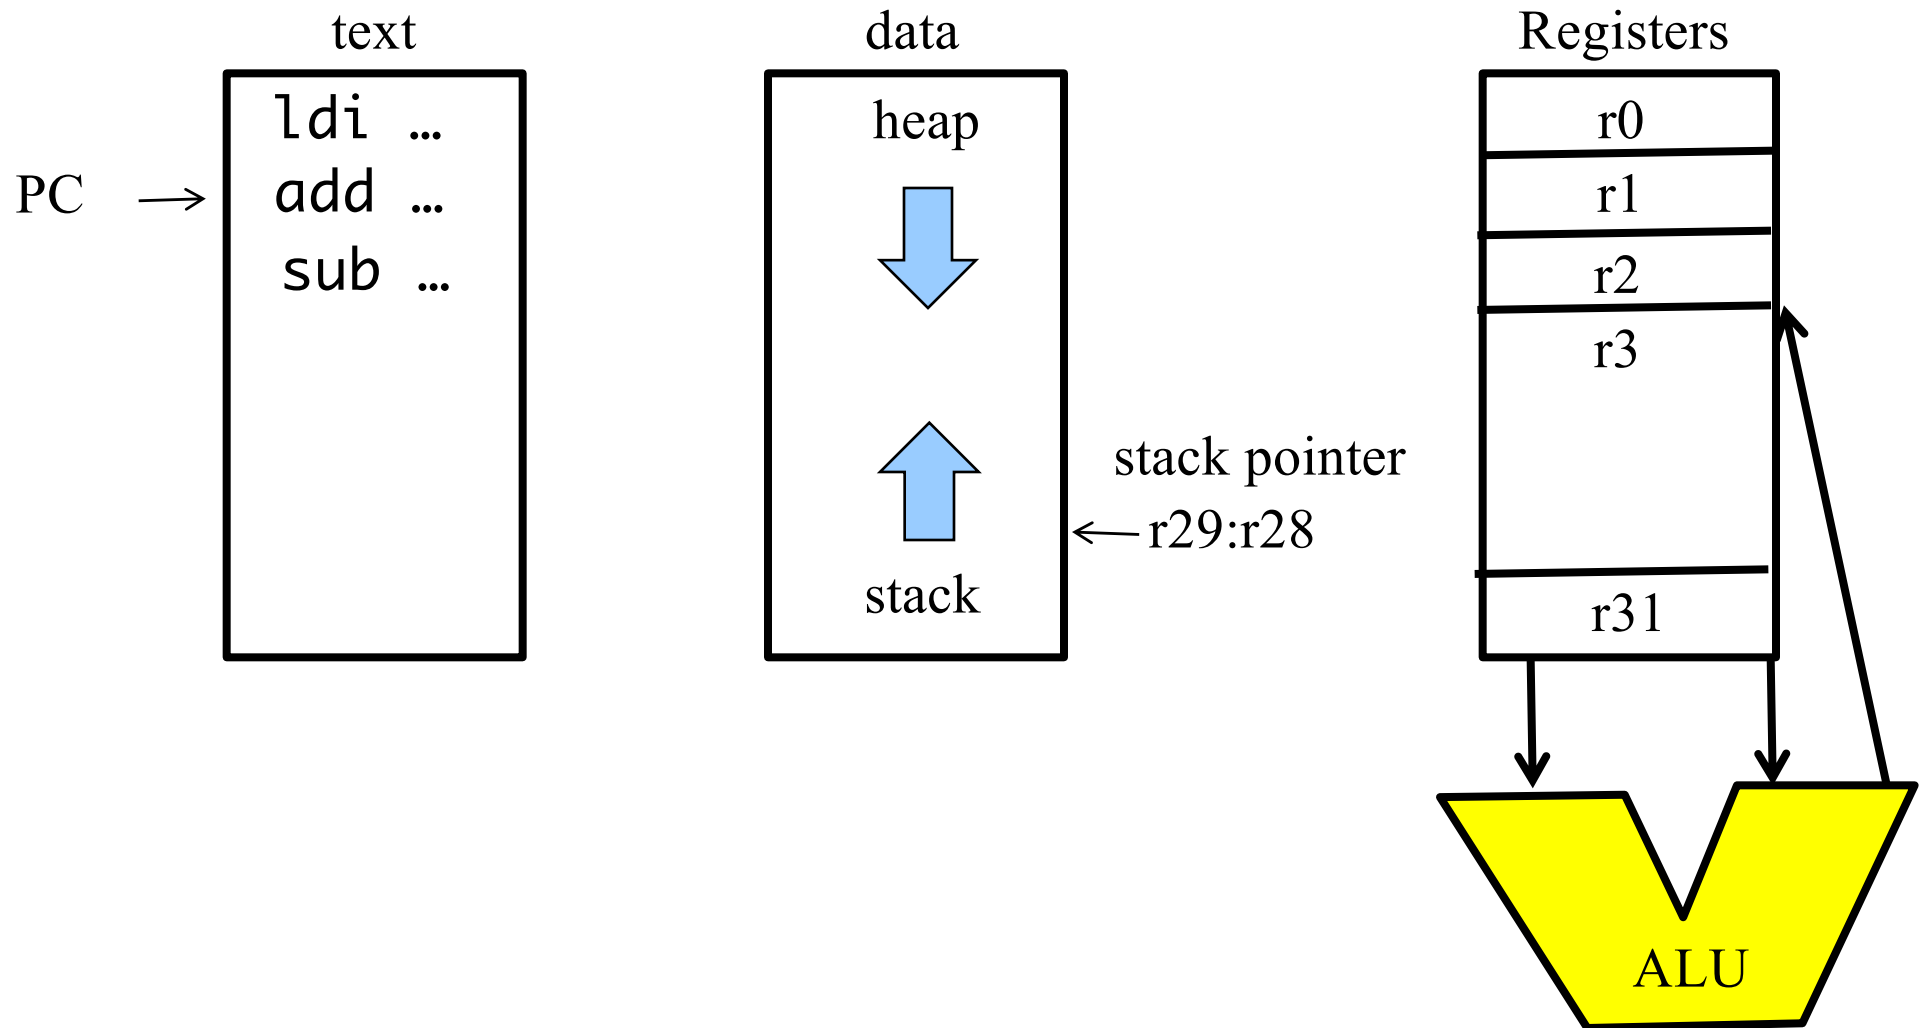 text
ldi …
PC
add …
sub …
data
heap
stack
stack pointer
r29:r28
Registers
r0
r1
r2
r3
r31
ALU